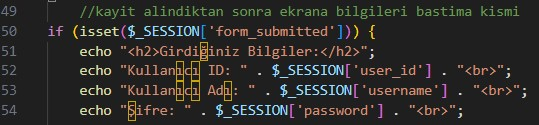 49 //kayit alindiktan sonra ekrana bilgileri bastima kismi
50 if (isset($_SESSION['form_submitted'])) {
51 echo "<h2>Girdiğiniz Bilgiler:</h2>";
52 echo "Kullanıcı ID: " . $_SESSION['user_id'] . "<br>";
53 echo "Kullanıcı Adı: " . $_SESSION['username'] . "<br>";
54 echo "Şifre: " . $_SESSION['password'] . "<br>";